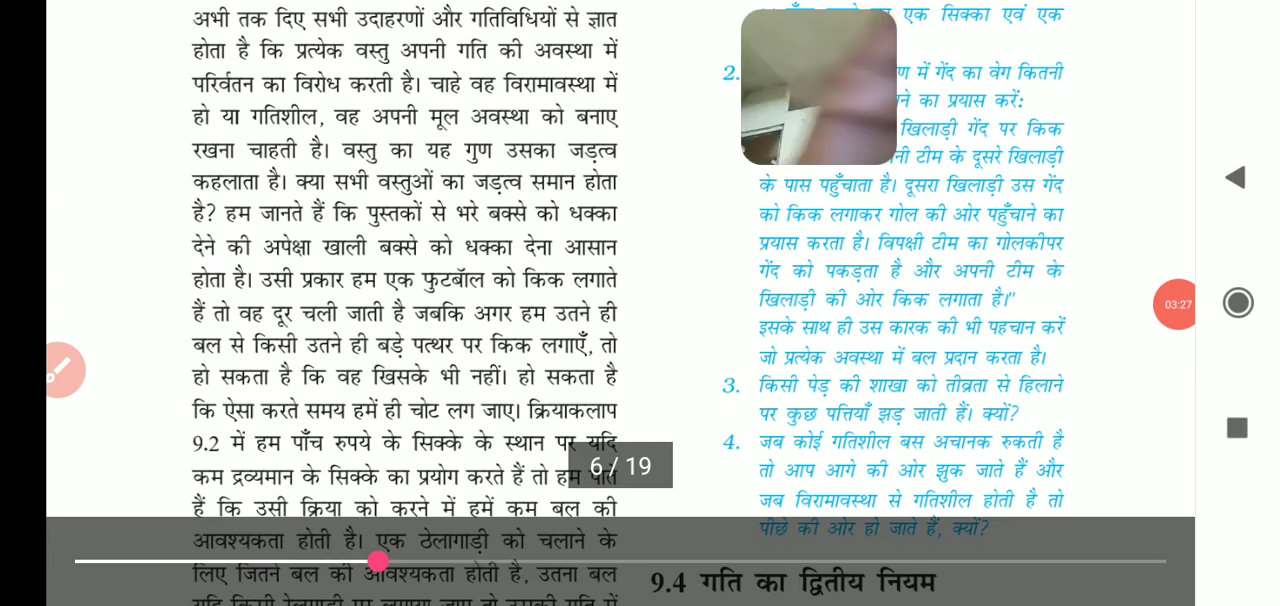 अभी तक दिए सभी उदाहरणों और गतिविधियों से ज्ञात
होता है कि प्रत्येक वस्तु अपनी गति की अवस्था में
परिर्वतन का विरोध करती है। चाहे वह विरामावस्था में
हो या गतिशील, वह अपनी मूल अवस्था को बनाए
रखना चाहती है। वस्तु का यह गुण उसका जड़त्व
कहलाता है। क्या सभी वस्तुओं का जड़त्व समान होता
है? हम जानते हैं कि पुस्तकों से भरे बक्से को धक्का
देने की अपेक्षा खाली बक्से को धक्का देना आसान
होता है। उसी प्रकार हम एक फुटबॉल को किक लगाते
हैं तो वह दूर चली जाती है जबकि अगर हम उतने ही
बल से किसी उतने ही बड़े पत्थर पर किक लगाएँ, तो
हो सकता है कि वह खिसके भी नहीं। हो सकता है
कि ऐसा करते समय हमें ही चोट लग जाए। क्रियाकलाप
9.2 में हम पाँच रुपये के सिक्के के स्थान पर यदि
कम द्रव्यमान के सिक्के का प्रयोग करते हैं तो हम पाते
हैं कि उसी क्रिया को करने में हमें कम बल की
आवश्यकता होती है। एक ठेलागाड़ी को चलाने के
लिए जितने बल की आवश्यकता होती है, उतना बल
एक सिक्का एवं एक
2. में गेंद का वेग कितनी
का प्रयास करें:
खिलाड़ी गेंद पर किक
टीम के दूसरे खिलाड़ी
के पास पहुँचाता है। दूसरा खिलाड़ी उस गेंद
को किक लगाकर गोल की ओर पहुँचाने का
प्रयास करता है। विपक्षी टीम का गोलकीपर
गेंद को पकड़ता है और अपनी टीम के
खिलाड़ी की ओर किक लगाता है।"
इसके साथ ही उस कारक की भी पहचान करें
जो प्रत्येक अवस्था में बल प्रदान करता है।
3. किसी पेड़ की शाखा को तीव्रता से हिलाने
पर कुछ पत्तियाँ झड़ जाती हैं। क्यों?
4. जब कोई गतिशील बस अचानक रुकती है
तो आप आगे की ओर झुक जाते हैं और
जब विरामावस्था से गतिशील होती है तो
पीछे की ओर हो जाते हैं, क्यों?
9.4 गति का द्वितीय नियम
6 / 19
03:27